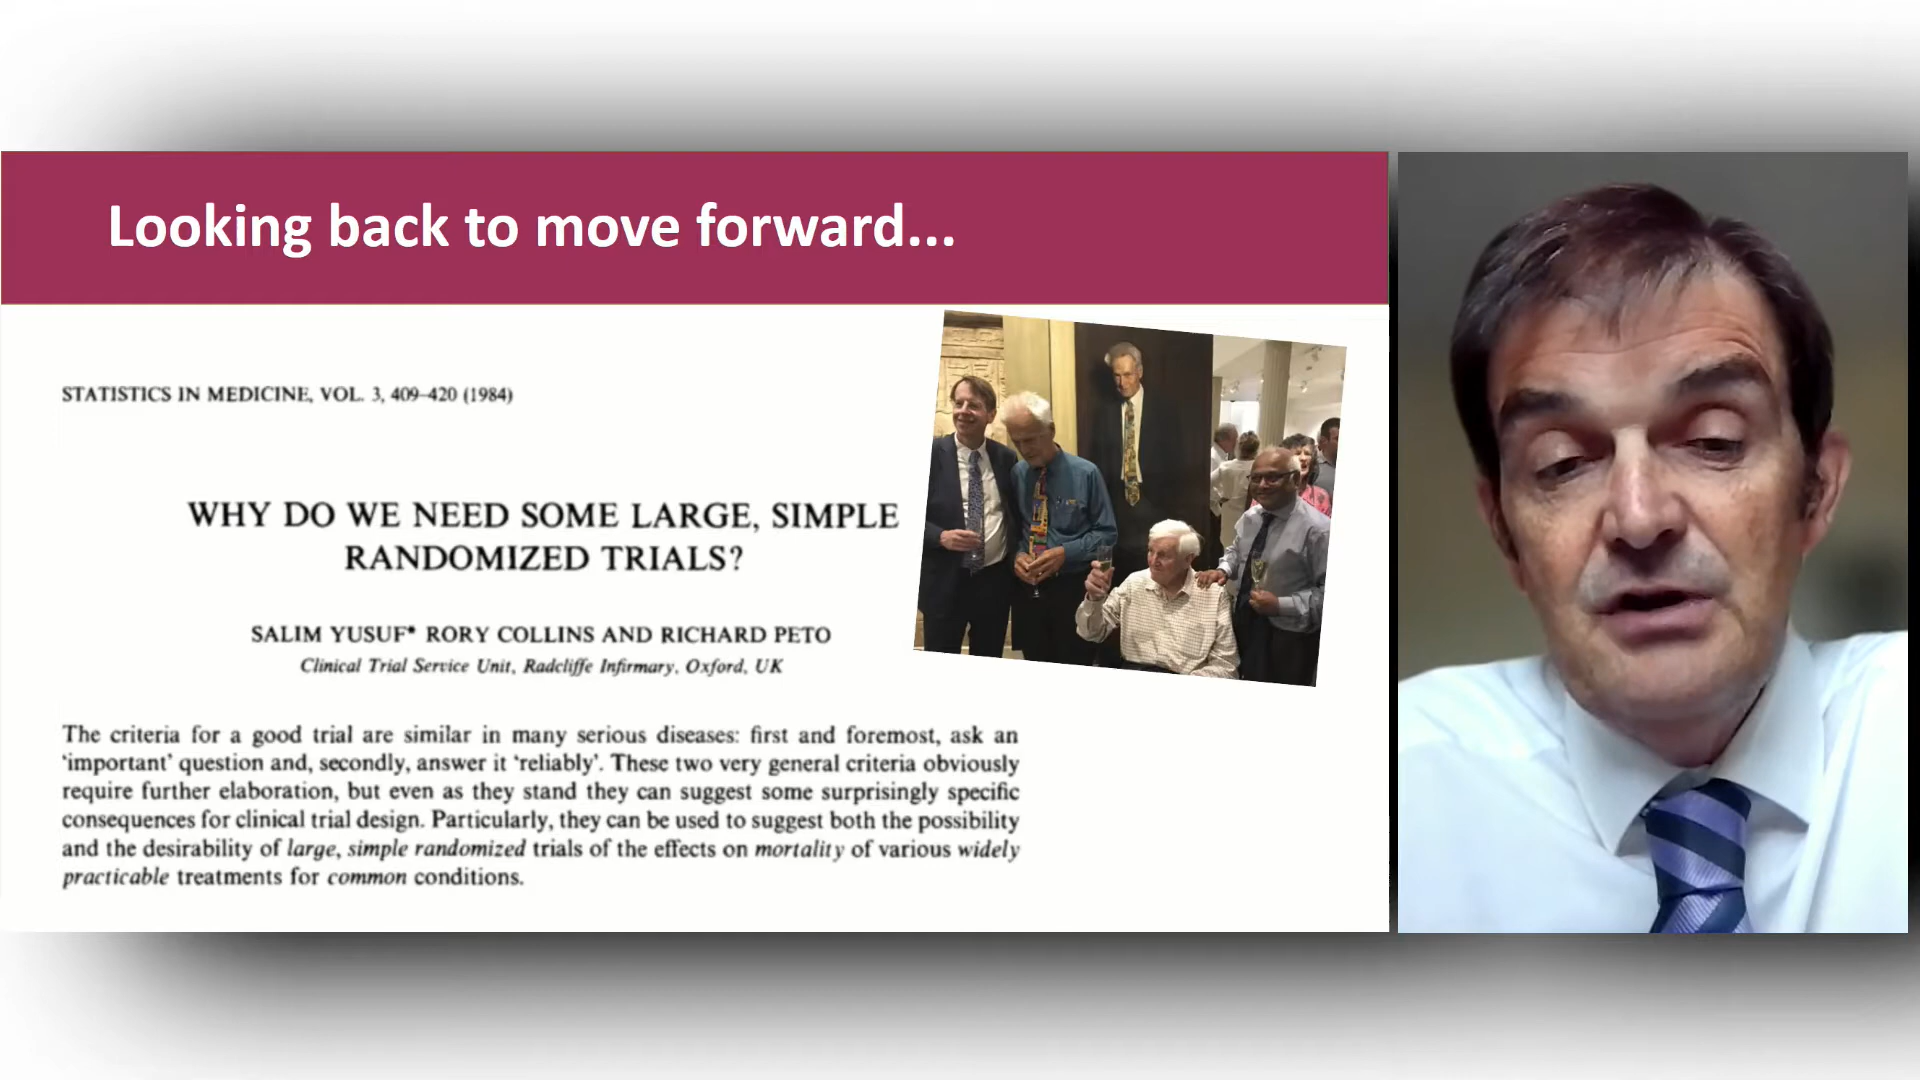 Looking back to move forward...
STATISTICS IN MEDICINE, VOL. 3, 409–420 (1984)
WHY DO WE NEED SOME LARGE, SIMPLE
RANDOMIZED TRIALS?
SALIM YUSUF* RORY COLLINS AND RICHARD PETO
Clinical Trial Service Unit, Radcliffe Infirmary, Oxford, UK
The criteria for a good trial are similar in many serious diseases: first and foremost, ask an
‘important’ question and, secondly, answer it ‘reliably’. These two very general criteria obviously
require further elaboration, but even as they stand they can suggest some surprisingly specific
consequences for clinical trial design. Particularly, they can be used to suggest both the possibility
and the desirability of large, simple randomized trials of the effects on mortality of various widely
practicable treatments for common conditions.